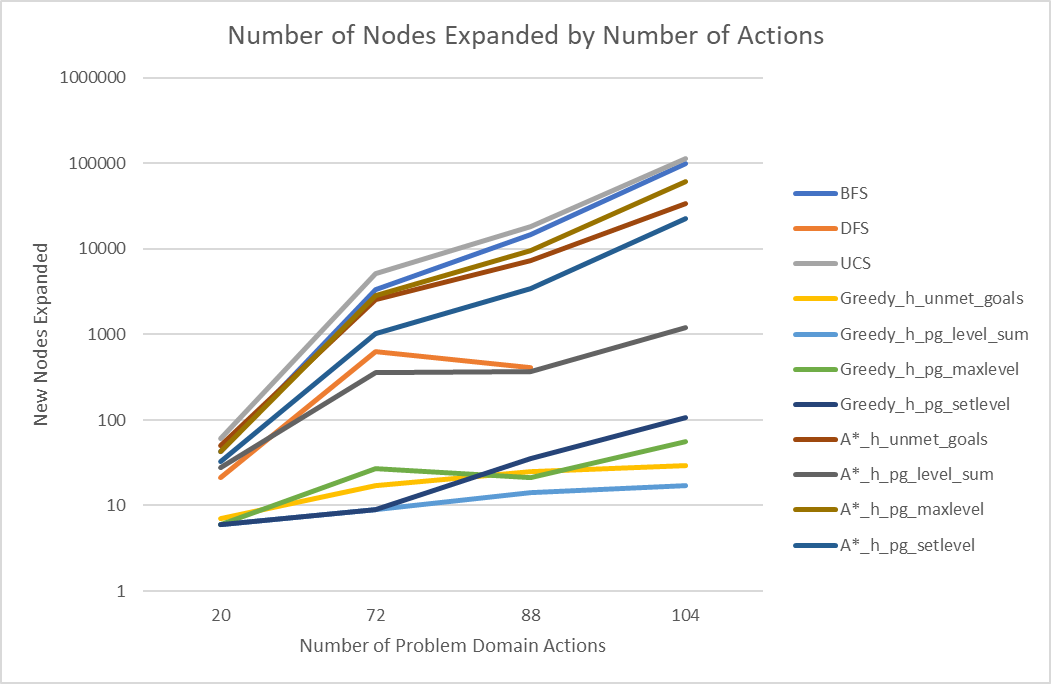 Number of Nodes Expanded by Number of Actions
1000000
100000
10000
1000
100
10
1
New Nodes Expanded
20 72 88 104
Number of Problem Domain Actions
BFS
DFS
UCS
Greedy_h_unmet_goals
Greedy_h_pg_level_sum
Greedy_h_pg_maxlevel
Greedy_h_pg_setlevel
A*_h_unmet_goals
A*_h_pg_level_sum
A*_h_pg_maxlevel
A*_h_pg_setlevel